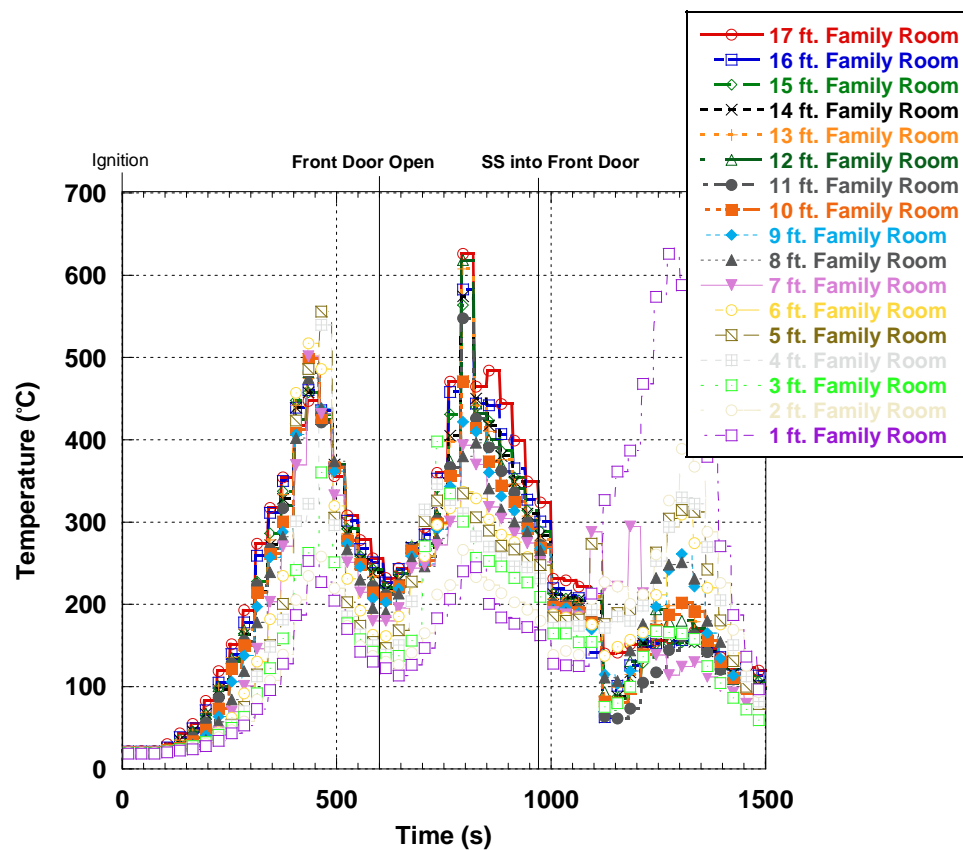 17 ft. Family Room
16 ft. Family Room
15 ft. Family Room
14 ft. Family Room
13 ft. Family Room
12 ft. Family Room
11 ft. Family Room
10 ft. Family Room
9 ft. Family Room
8 ft. Family Room
7 ft. Family Room
6 ft. Family Room
5 ft. Family Room
4 ft. Family Room
3 ft. Family Room
2 ft. Family Room
1 ft. Family Room
Ignition
Front Door Open
SS into Front Door
700
600
500
400
300
200
100
0
Temperature (°C)
0
500
1000
1500
Time (s)